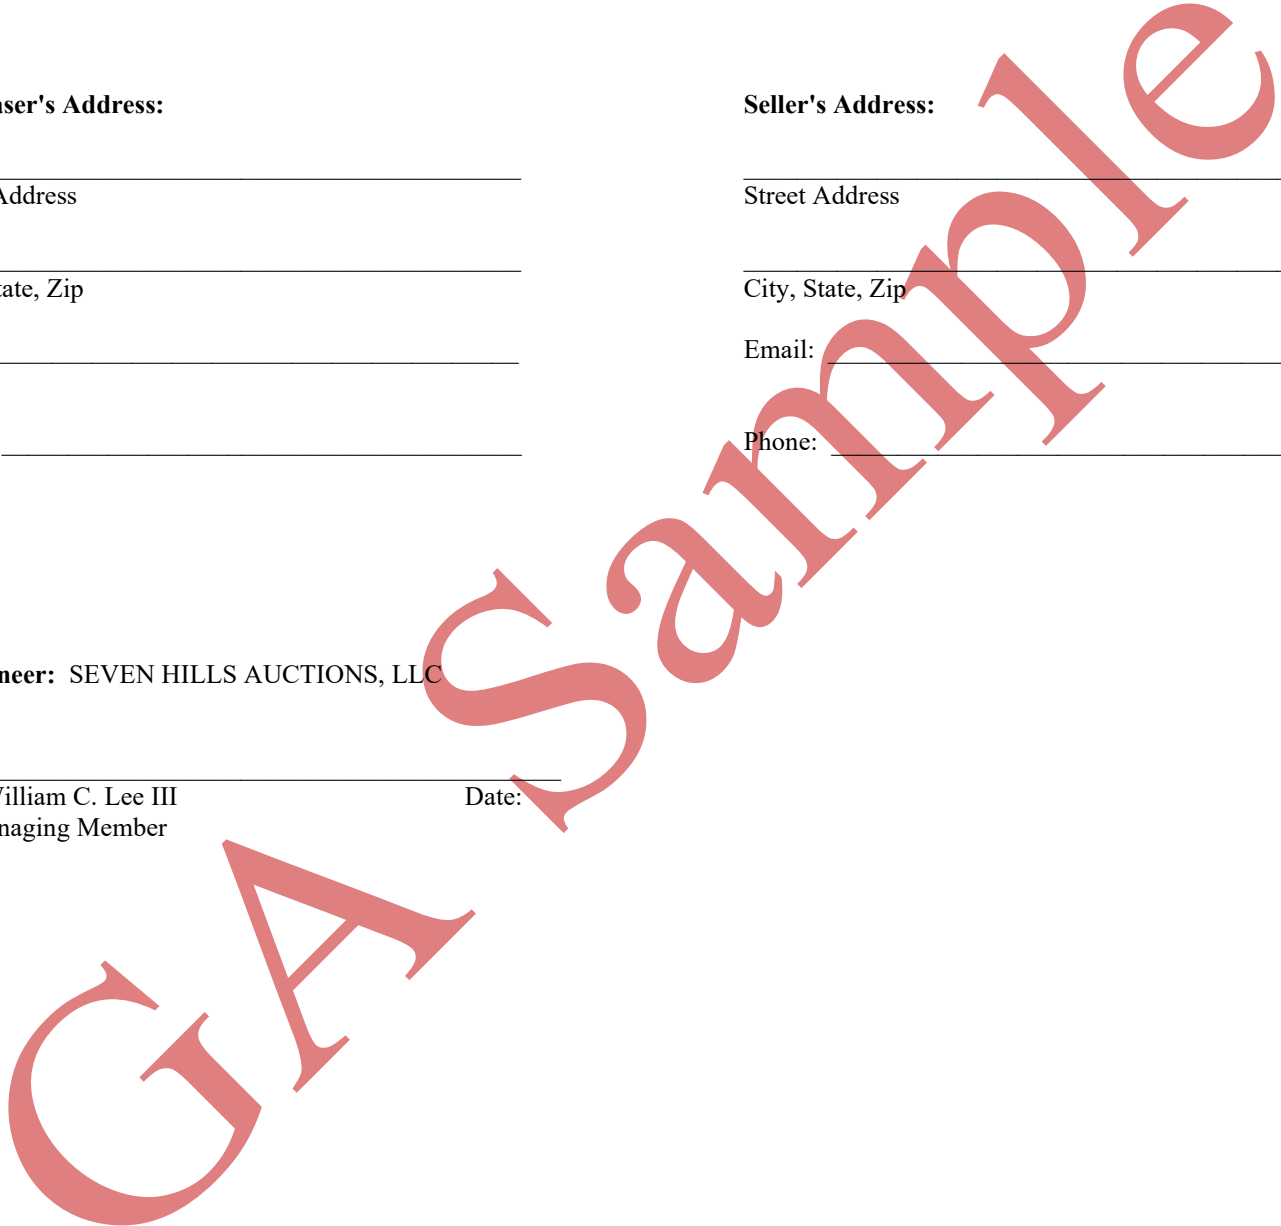 aser's Address:
Seller's Address:
Address
Street Address
tate, Zip
City, State, Zip
Email:
Phone:
neer: SEVEN HILLS AUCTIONS, LLC
William C. Lee III Date:
naging Member
GA Sample